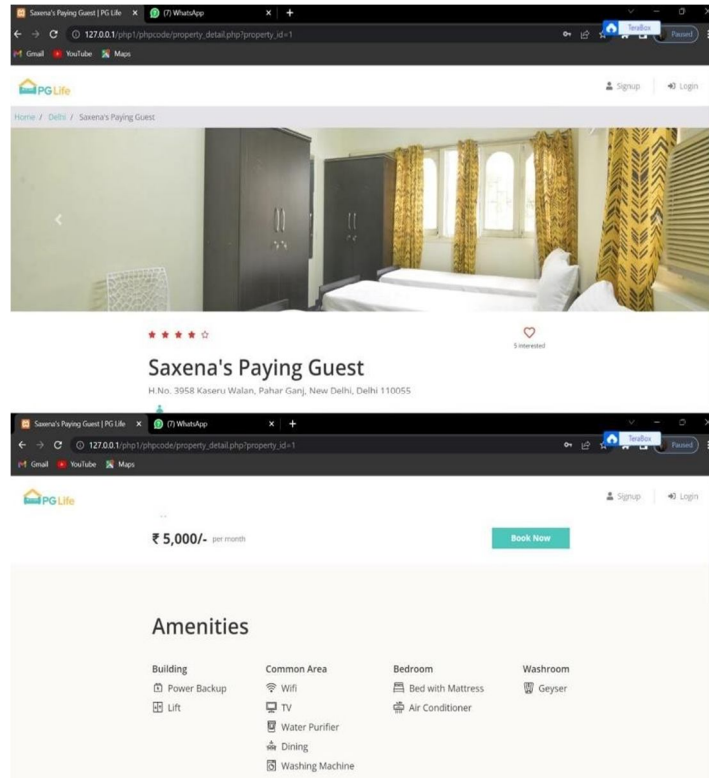 Saxena's Paying Guest | PG Life
(7) WhatsApp
127.0.0.1/php1/phpcode/property_detail.php?property_id=1
TeraBox
Paused
Gmail YouTube Maps
PG Life
Signup
Login
Home / Delhi / Saxena's Paying Guest
5 interested
Saxena's Paying Guest
H.No. 3958 Kaseru Walan, Pahar Ganj, New Delhi, Delhi 110055
Saxena's Paying Guest | PG Life
(7) WhatsApp
127.0.0.1/php1/phpcode/property_detail.php?property_id=1
TeraBox
Paused
Gmail YouTube Maps
PG Life
Signup
Login
₹ 5,000/- per month
Book Now
Amenities
Building
Power Backup
Lift
Common Area
Wifi
TV
Water Purifier
Dining
Washing Machine
Bedroom
Bed with Mattress
Air Conditioner
Washroom
Geyser